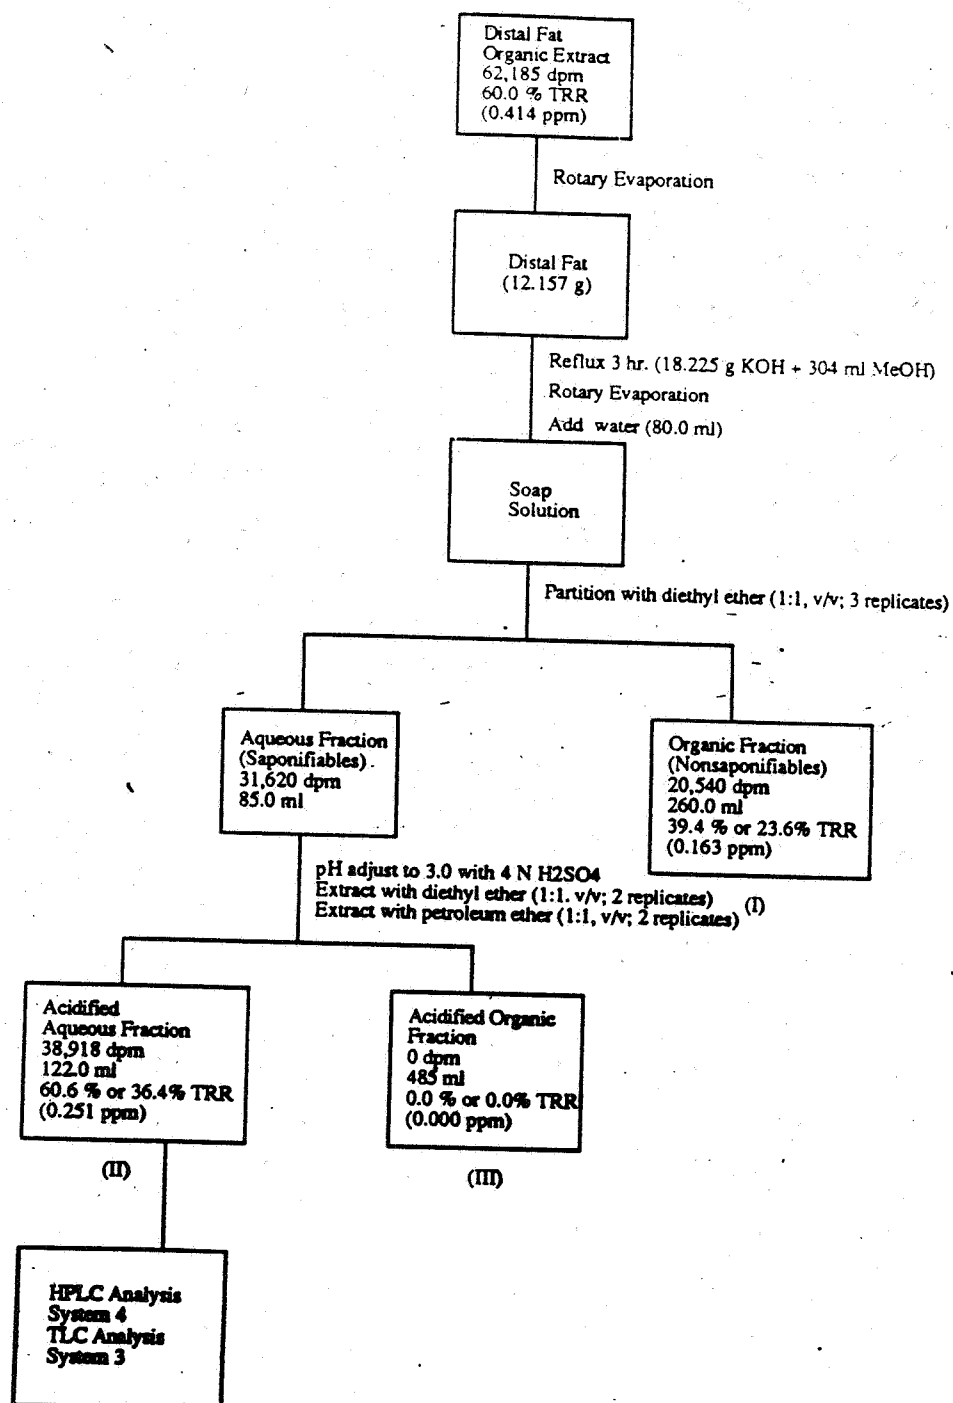 Distal Fat
Organic Extract
62,185 dpm
60.0 % TRR
(0.414 ppm)
Rotary Evaporation
Distal Fat
(12.157 g)
Reflux 3 hr. (18.225 g KOH + 304 ml MeOH)
Rotary Evaporation
Add water (80.0 ml)
Soap
Solution
Partition with diethyl ether (1:1, v/v; 3 replicates)
Aqueous Fraction
(Saponifiables)
31,620 dpm
85.0 ml
Organic Fraction
(Nonsaponifiables)
20,540 dpm
260.0 ml
39.4 % or 23.6% TRR
(0.163 ppm)
(I)
pH adjust to 3.0 with 4 N H2SO4
Extract with diethyl ether (1:1. v/v; 2 replicates)
Extract with petroleum ether (1:1, v/v; 2 replicates)
Acidified
Aqueous Fraction
38,918 dpm
122.0 ml
60.6 % or 36.4% TRR
(0.251 ppm)
(II)
Acidified Organic
Fraction
0 dpm
485 ml
0.0 % or 0.0% TRR
(0.000 ppm)
(III)
HPLC Analysis
System 4
TLC Analysis
System 3